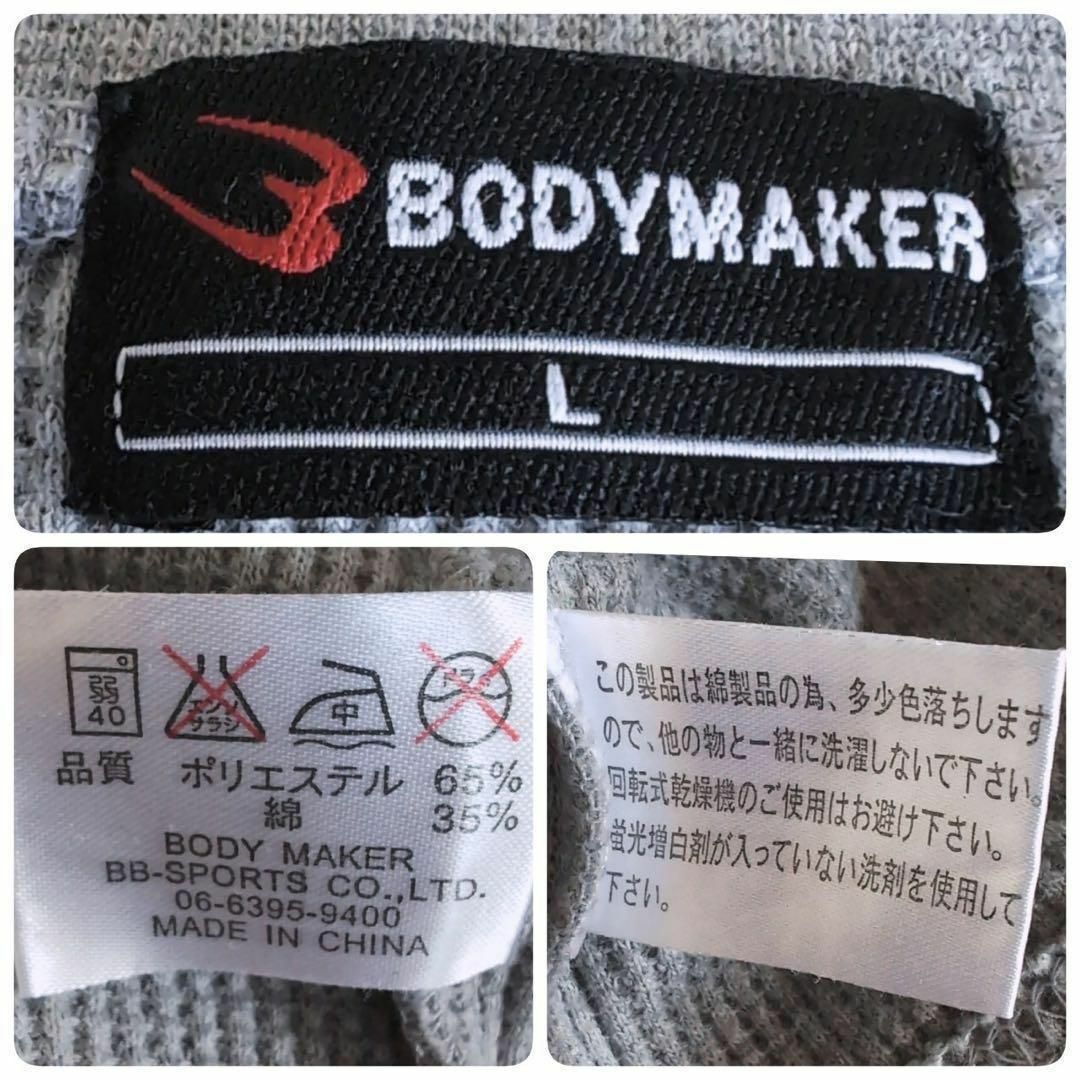 BODYMAKER
L
弱
40
エンソ
サラシ
中
ドライ
品質 ポリエステル 65%
綿 35%
BODY MAKER
BB-SPORTS CO.,LTD.
06-6395-9400
MADE IN CHINA
この製品は綿製品の為、多少色落ちします
ので、他の物と一緒に洗濯しないで下さい。
回転式乾燥機のご使用はお避け下さい。
蛍光増白剤が入っていない洗剤を使用して
下さい。